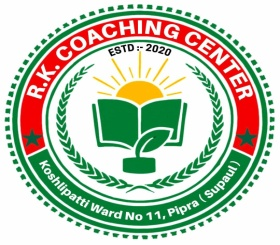 R.K. COACHING CENTER
ESTD :- 2020
Koshlipatti Ward No 11, Pipra ( Supaul )